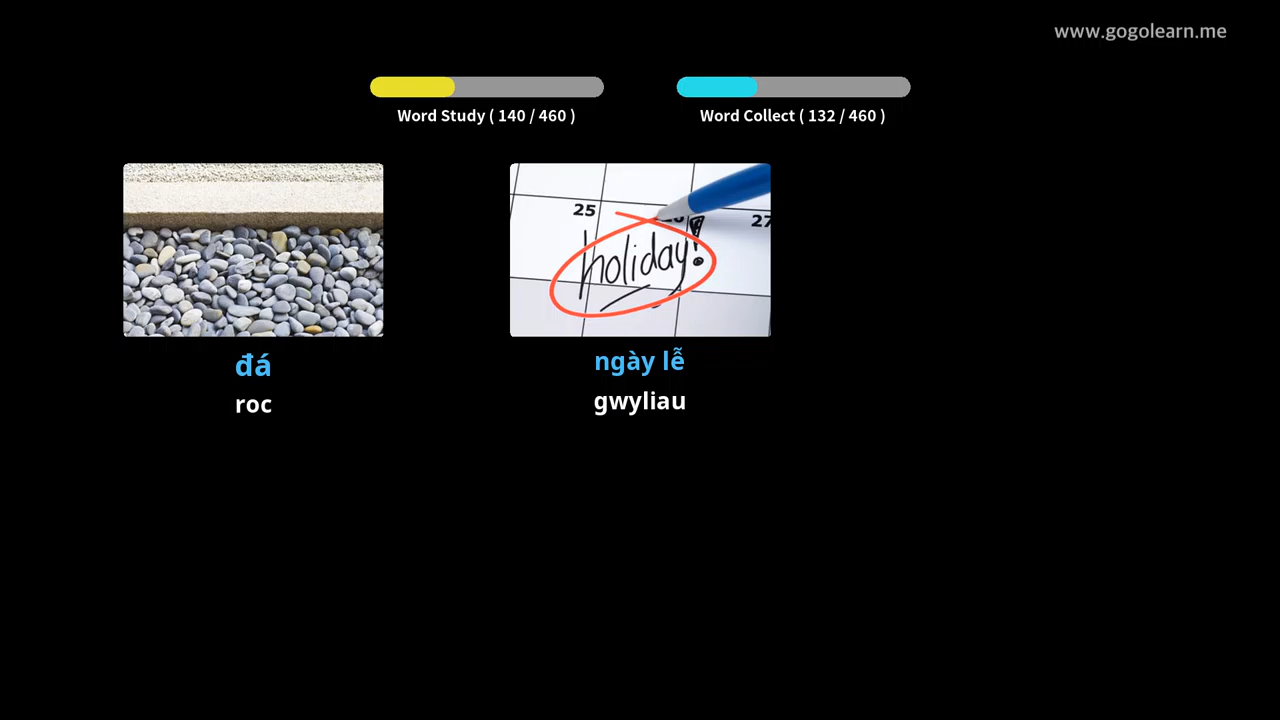 www.gogolearn.me
Word Study ( 140 / 460 )
Word Collect ( 132 / 460 )
25
27
holiday!
đá
ngày lễ
roc
gwyliau